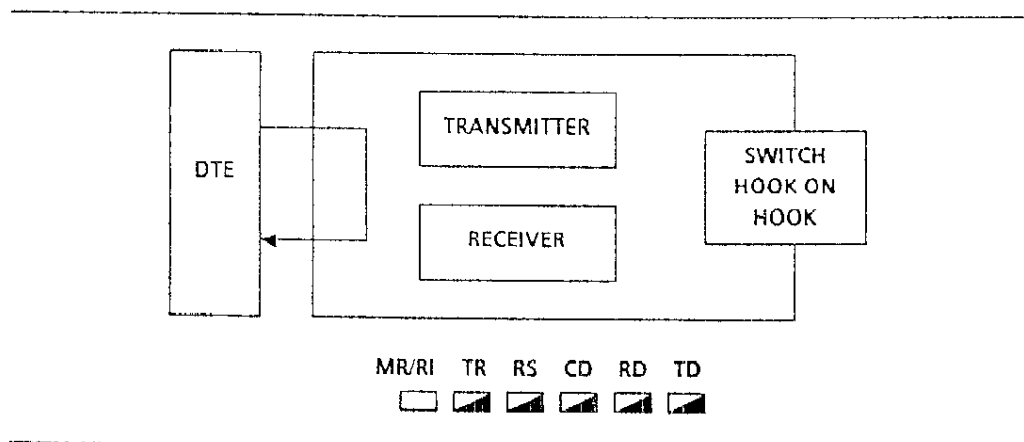 TRANSMITTER
DTE
SWITCH
HOOK ON
HOOK
RECEIVER
MR/RI TR RS CD RD TD